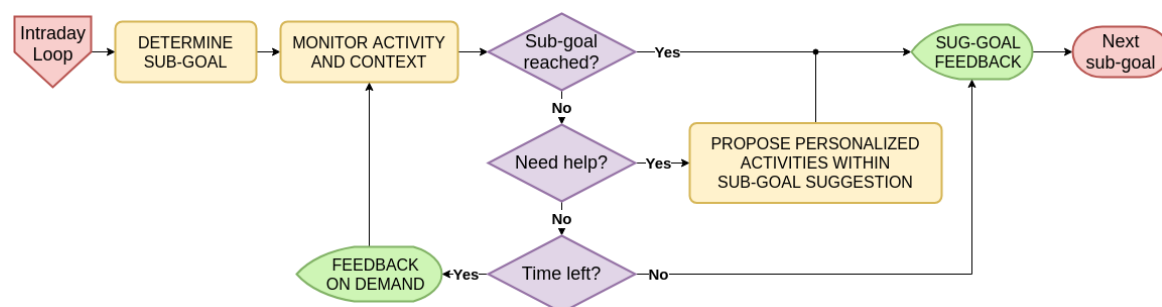 Intraday
Loop
DETERMINE
SUB-GOAL
MONITOR ACTIVITY
AND CONTEXT
Sub-goal
reached?
Yes
SUG-GOAL
FEEDBACK
Next
sub-goal
No
Need help?
Yes
PROPOSE PERSONALIZED
ACTIVITIES WITHIN
SUB-GOAL SUGGESTION
No
Time left?
Yes
FEEDBACK
ON DEMAND
No